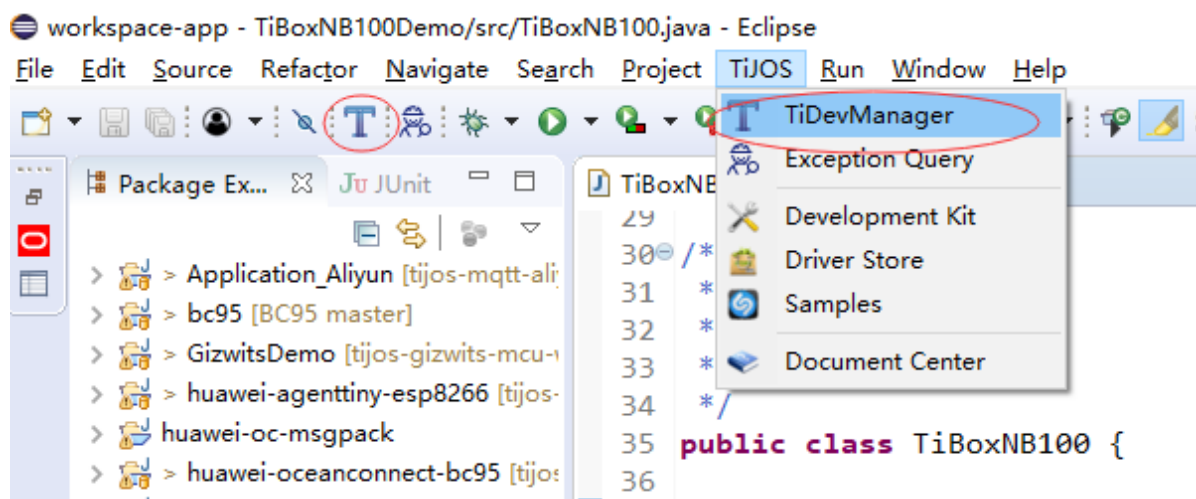 workspace-app - TiBoxNB100Demo/src/TiBoxNB100.java - Eclipse
File Edit Source Refactor Navigate Search Project TiJOS Run Window Help
TiDevManager
Exception Query
Development Kit
Driver Store
Samples
Document Center
Package Ex... JUnit
TiBoxNB
> Application_Aliyun [tijos-mqtt-ali
> bc95 [BC95 master]
> GizwitsDemo [tijos-gizwits-mcu-
> huawei-agenttiny-esp8266 [tijos-
huawei-oc-msgpack
> huawei-oceanconnect-bc95 [tijos
29
30 /*
31 *
32 *
33 *
34 */
35 public class TiBoxNB100 {
36